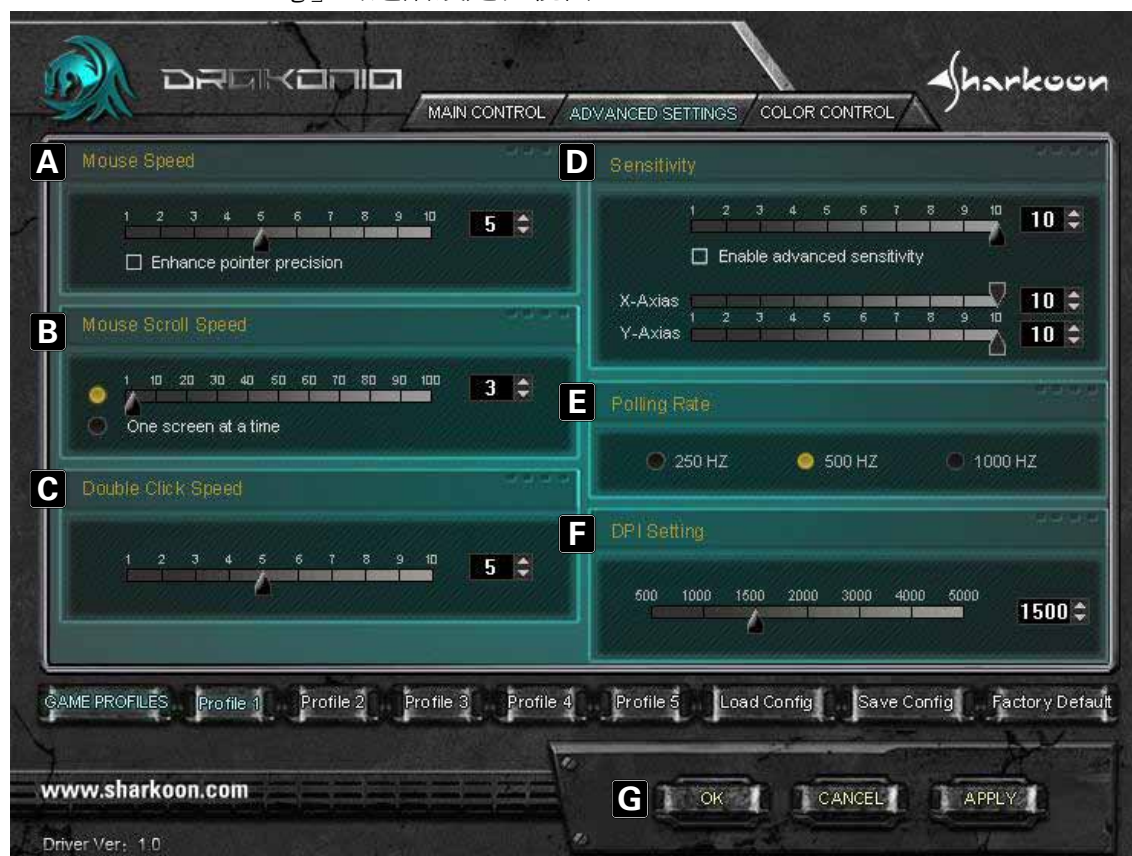 DRAKONIA
Sharkoon
MAIN CONTROL
ADVANCED SETTINGS
COLOR CONTROL
A
Mouse Speed
1 2 3 4 5 6 7 8 9 10
5
Enhance pointer precision
B
Mouse Scroll Speed
1 10 20 30 40 50 60 70 80 90 100
3
One screen at a time
C
Double Click Speed
1 2 3 4 5 6 7 8 9 10
5
D
Sensitivity
1 2 3 4 5 6 7 8 9 10
10
Enable advanced sensitivity
X-Axias
10
1 2 3 4 5 6 7 8 9 10
Y-Axias
10
E
Polling Rate
250 HZ
500 HZ
1000 HZ
F
DPI Setting
500 1000 1500 2000 3000 4000 5000
1500
GAME PROFILES
Profile 1
Profile 2
Profile 3
Profile 4
Profile 5
Load Config
Save Config
Factory Default
www.sharkoon.com
G
OK
CANCEL
APPLY
Driver Ver: 1.0